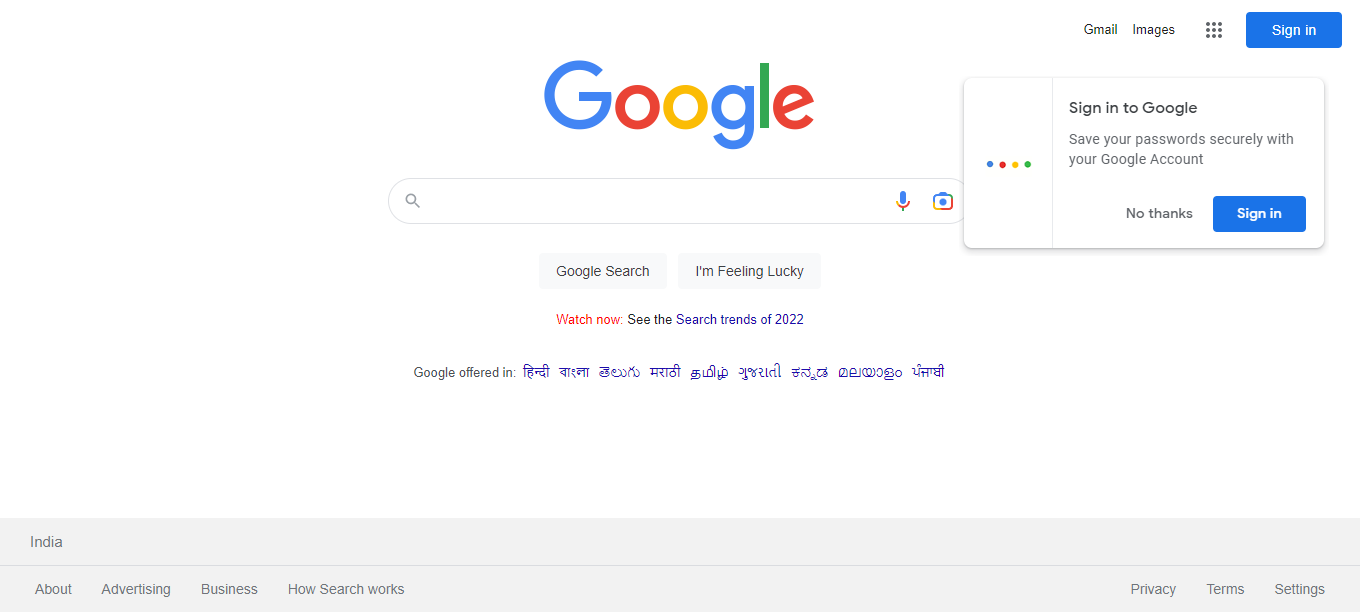 Gmail Images Sign in
Google
Sign in to Google
Save your passwords securely with
your Google Account
No thanks Sign in
Google Search I'm Feeling Lucky
Watch now: See the Search trends of 2022
Google offered in: हिन्दी বাংলা తెలుగు मराठी தமிழ் ગુજરાતી ಕನ್ನಡ മലയാളം ਪੰਜਾਬੀ
India
About Advertising Business How Search works Privacy Terms Settings